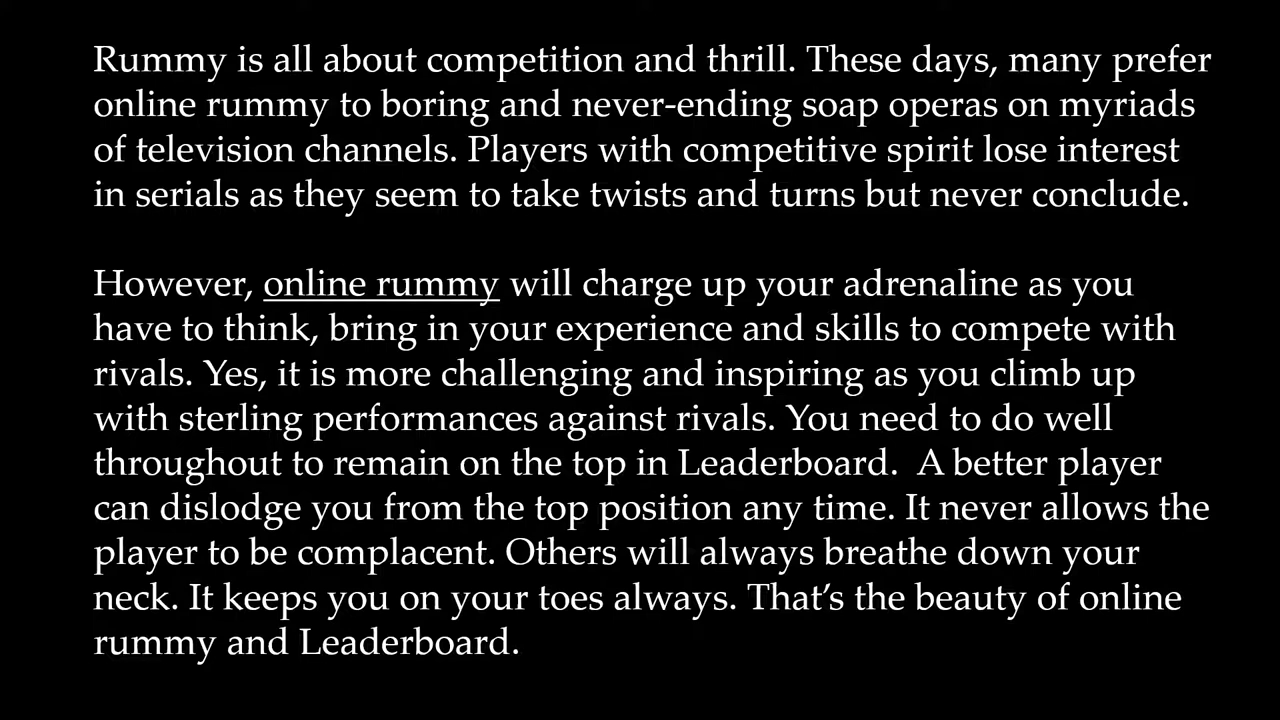 Rummy is all about competition and thrill. These days, many prefer
online rummy to boring and never-ending soap operas on myriads
of television channels. Players with competitive spirit lose interest
in serials as they seem to take twists and turns but never conclude.
However, online rummy will charge up your adrenaline as you
have to think, bring in your experience and skills to compete with
rivals. Yes, it is more challenging and inspiring as you climb up
with sterling performances against rivals. You need to do well
throughout to remain on the top in Leaderboard.  A better player
can dislodge you from the top position any time. It never allows the
player to be complacent. Others will always breathe down your
neck. It keeps you on your toes always. That’s the beauty of online
rummy and Leaderboard.